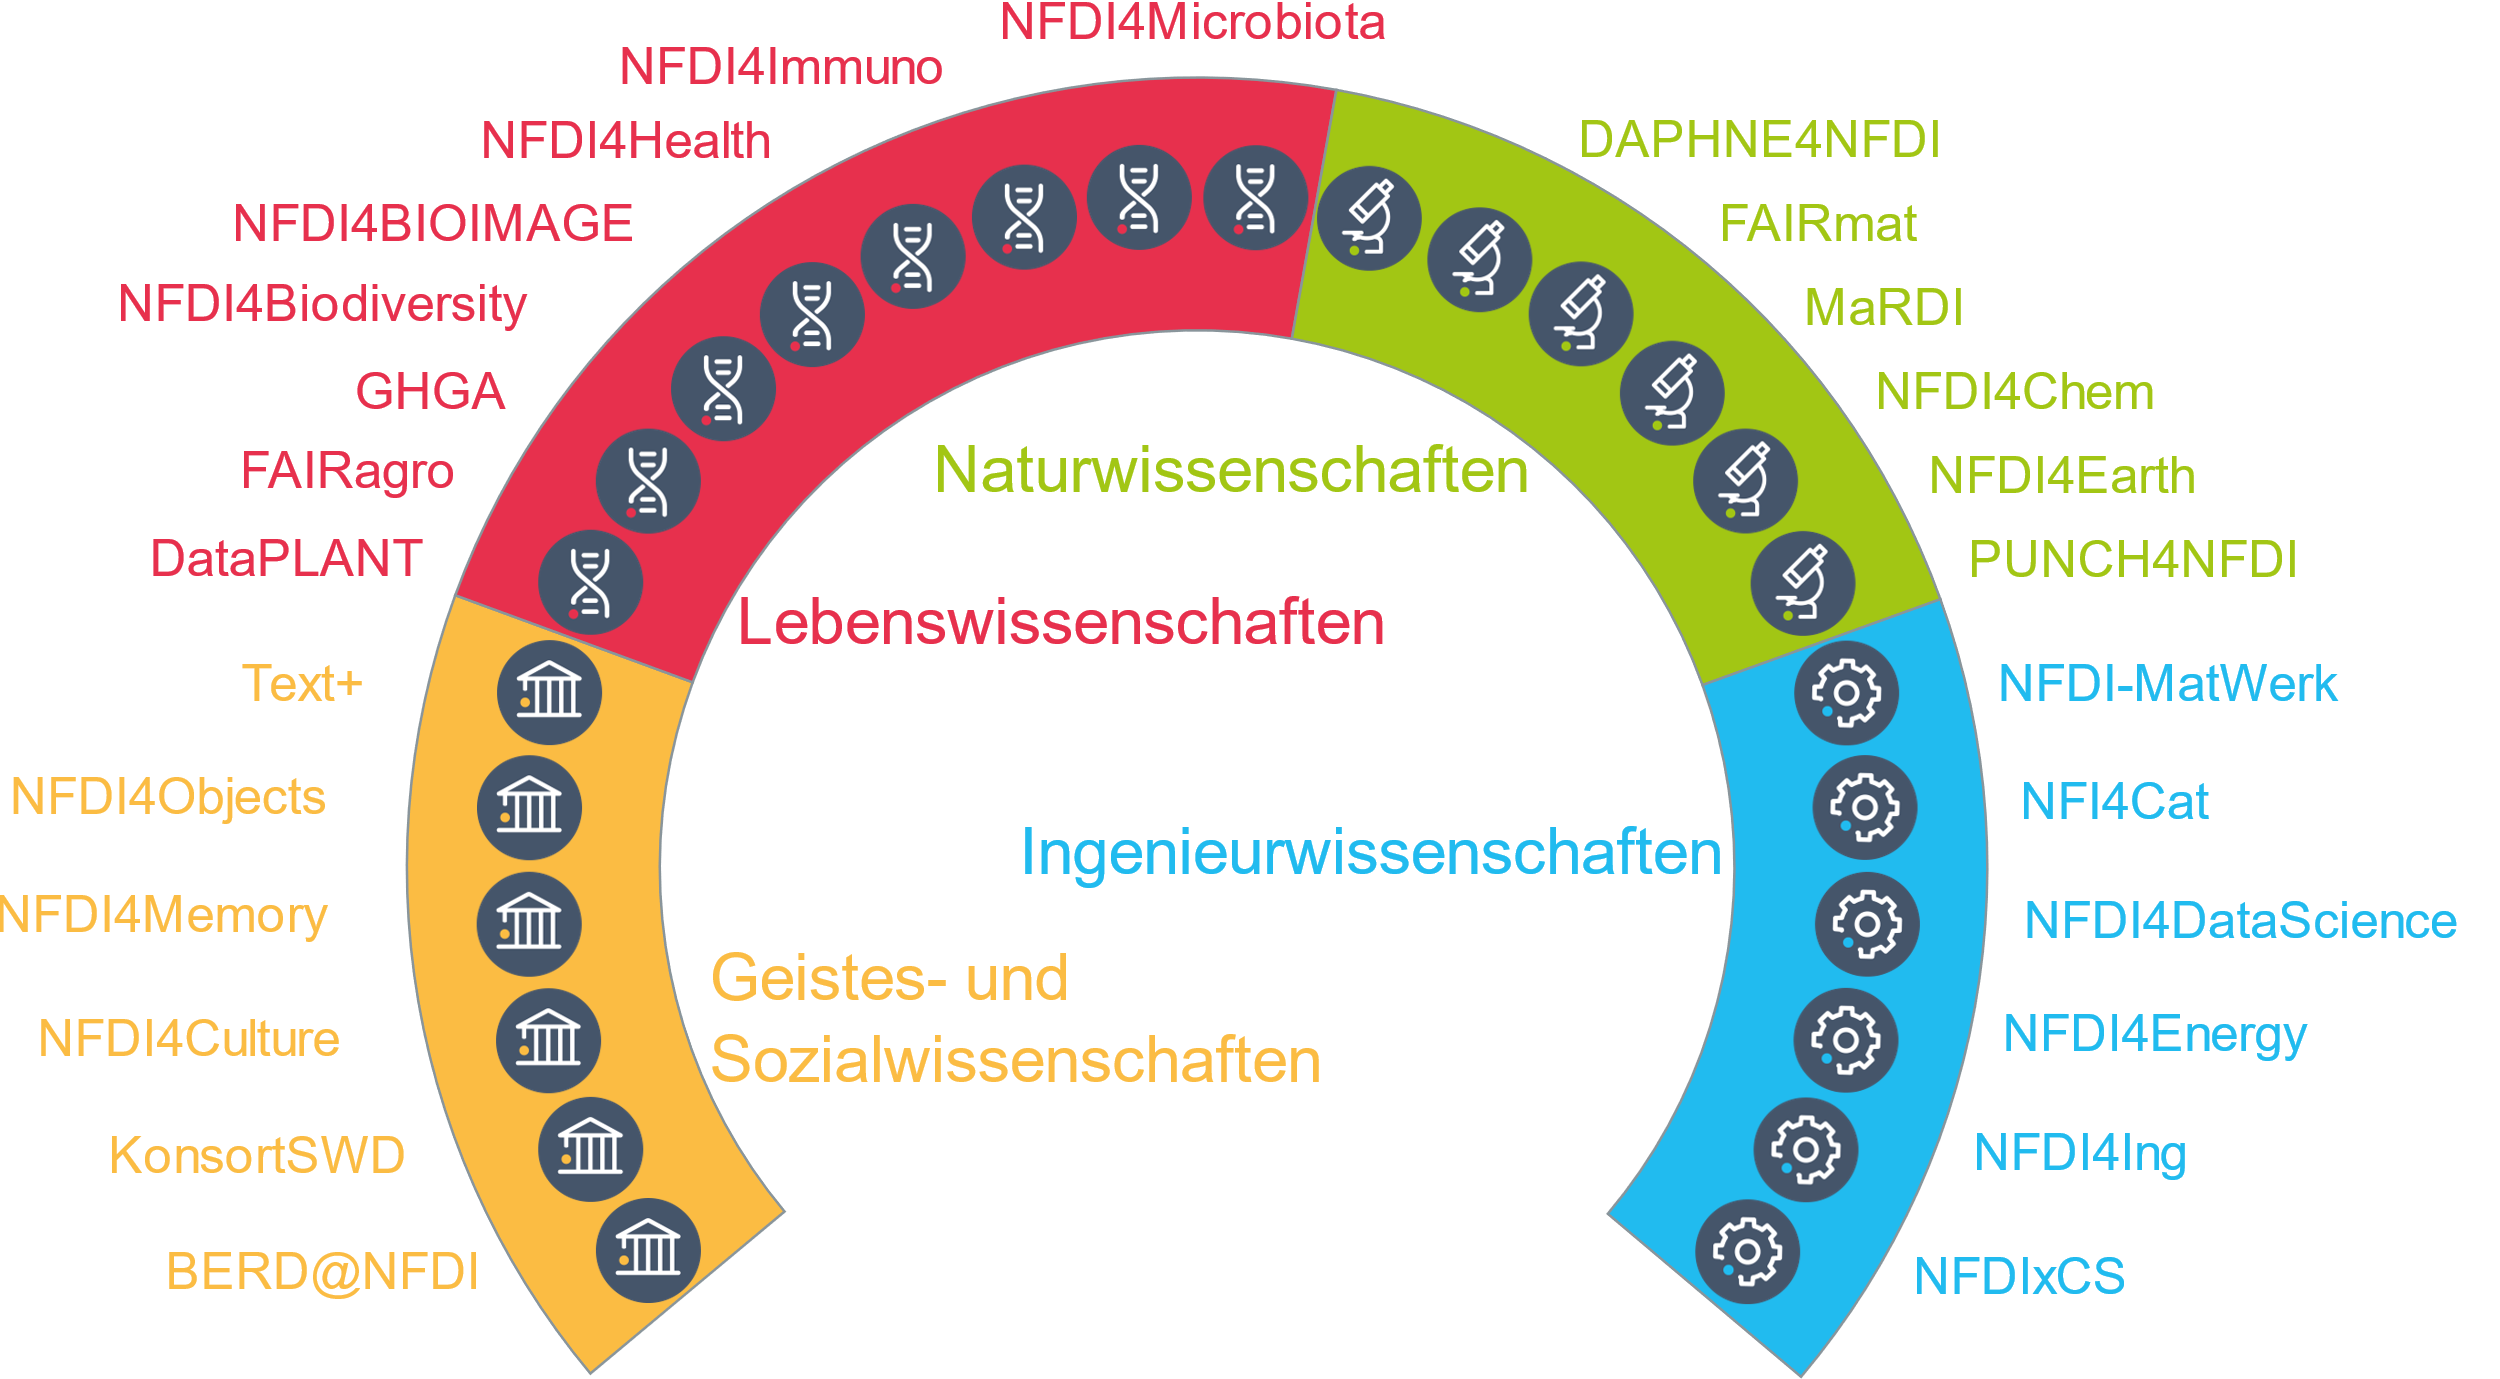 NFDI4Microbiota
NFDI4Immuno
NFDI4Health
NFDI4BIOIMAGE
NFDI4Biodiversity
GHGA
FAIRagro
DataPLANT
DAPHNE4NFDI
FAIRmat
MaRDI
NFDI4Chem
NFDI4Earth
PUNCH4NFDI
Naturwissenschaften
Lebenswissenschaften
Text+
NFDI4Objects
NFDI4Memory
NFDI4Culture
KonsortSWD
BERD@NFDI
Ingenieurwissenschaften
Geistes- und
Sozialwissenschaften
NFDI-MatWerk
NFI4Cat
NFDI4DataScience
NFDI4Energy
NFDI4Ing
NFDIxCS